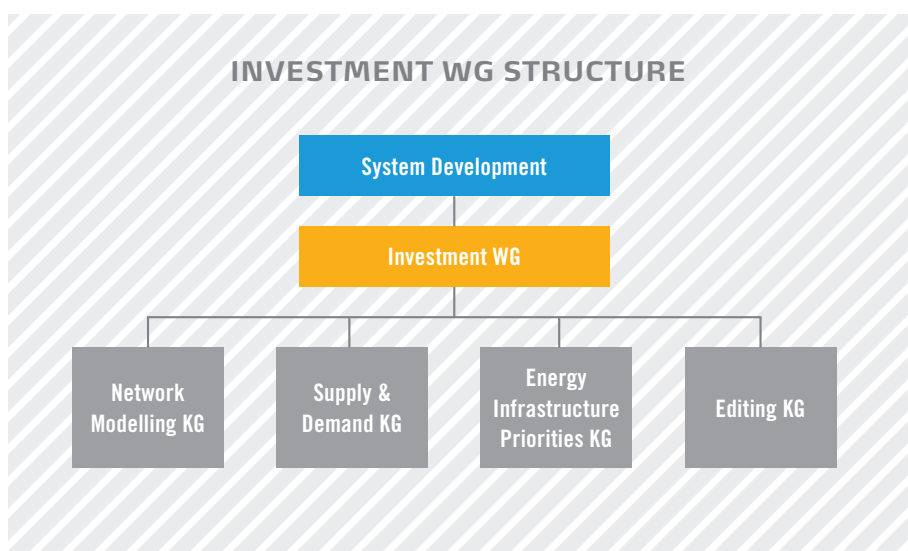 INVESTMENT WG STRUCTURE
System Development
Investment WG
Network
Modelling KG
Supply &
Demand KG
Energy
Infrastructure
Priorities KG
Editing KG